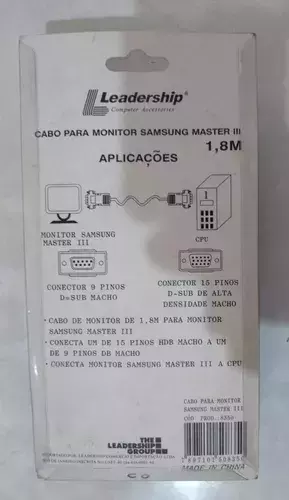 Leadership®
Computer Accessories
CABO PARA MONITOR SAMSUNG MASTER III
1,8M
APLICAÇÕES
MONITOR SAMSUNG
MASTER III
CPU
CONECTOR 9 PINOS
D-SUB MACHO
CONECTOR 15 PINOS
D-SUB DE ALTA
DENSIDADE MACHO
· CABO DE MONITOR DE 1,8M PARA MONITOR
SAMSUNG MASTER III
· CONECTA UM DE 15 PINOS HDB MACHO A UM
DE 9 PINOS DB MACHO
· CONECTA MONITOR SAMSUNG MASTER III A CPU
THE
LEADERSHIP
GROUP
CABO PARA MONITOR
SAMSUNG MASTER III
COD. PROD.:
MADE IN CHINA